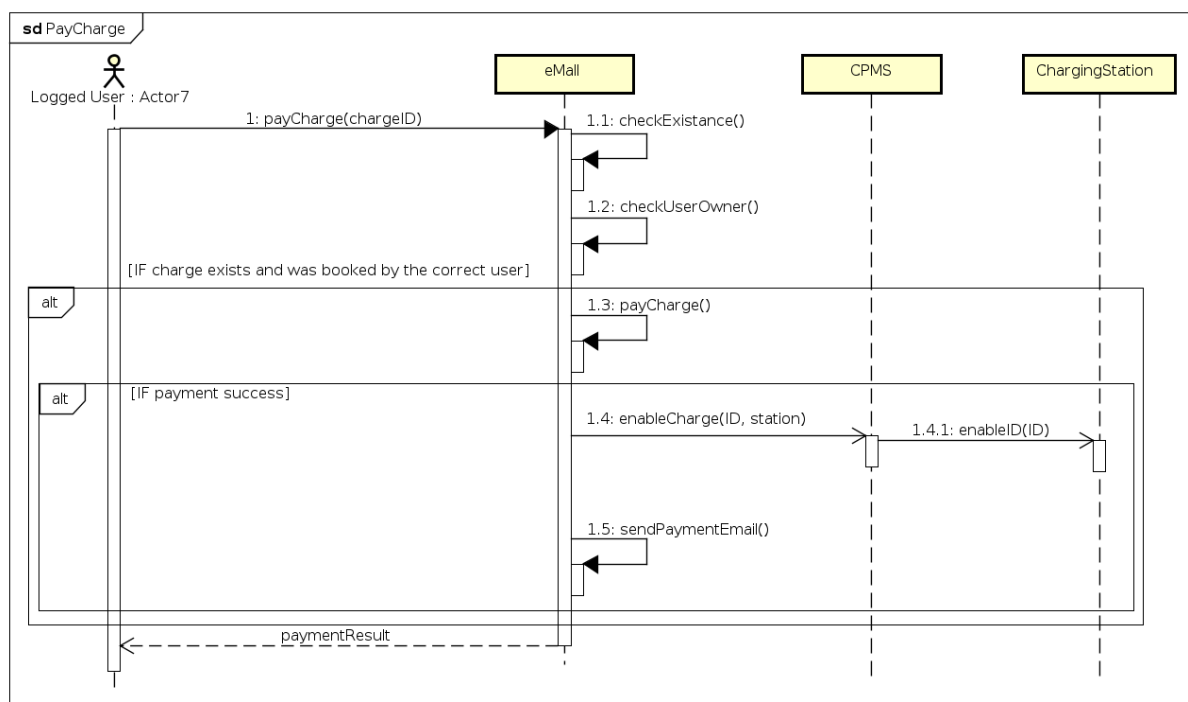 sd PayCharge
Logged User : Actor7
eMall
CPMS
ChargingStation
1: payCharge(chargeID)
1.1: checkExistance()
1.2: checkUserOwner()
[IF charge exists and was booked by the correct user]
alt
1.3: payCharge()
alt
[IF payment success]
1.4: enableCharge(ID, station)
1.4.1: enableID(ID)
1.5: sendPaymentEmail()
paymentResult